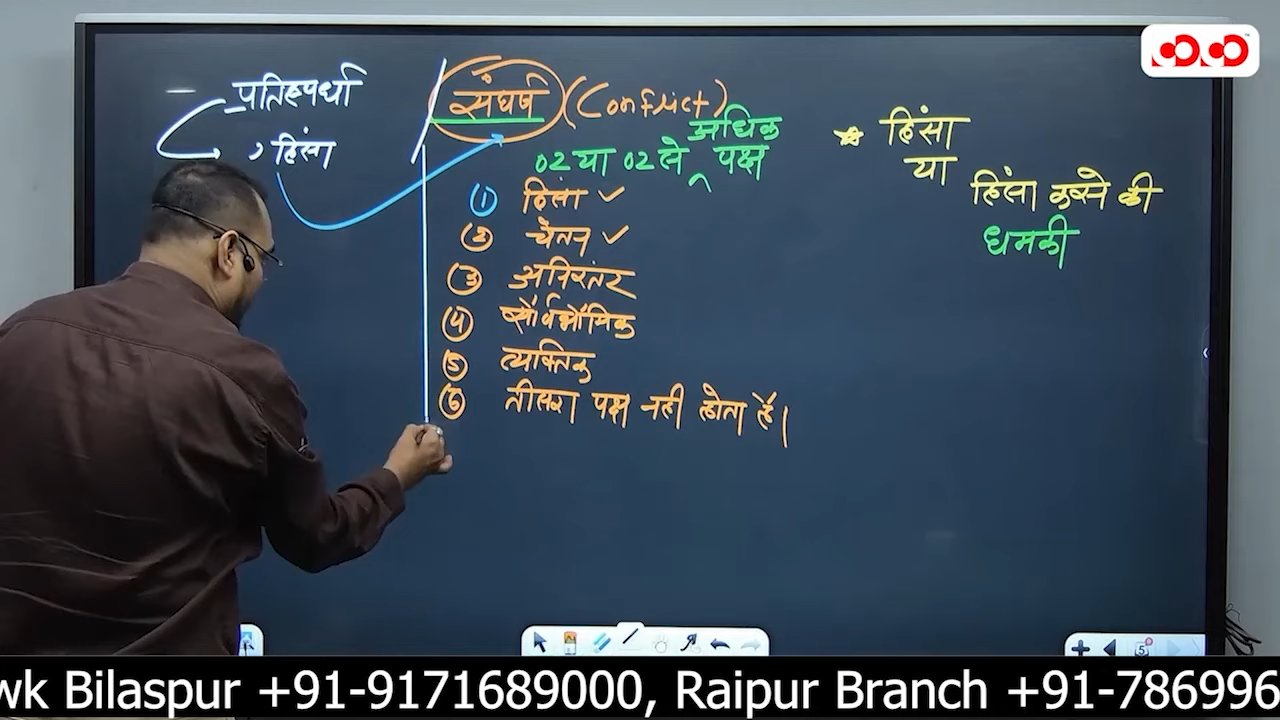 प्रतिस्पर्धा
हिंसा
संघर्ष (Conflict)
अधिक
02 या 02 से ^ पक्ष
① हिंसा ✓
② चेतन ✓
③ अनिरंतर
④ सार्वभौमिक
⑤ व्यक्तिक
⑥ तीसरा पक्ष नही होता है।
हिंसा
या
हिंसा करने की
धमकी
5
wk Bilaspur +91-9171689000, Raipur Branch +91-786996